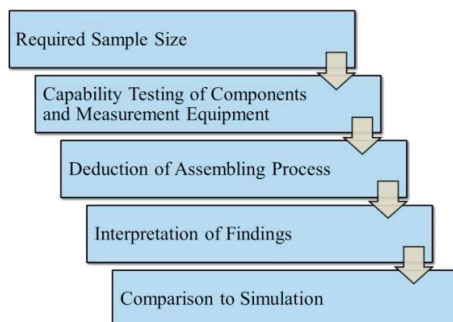 Required Sample Size
Capability Testing of Components
and Measurement Equipment
Deduction of Assembling Process
Interpretation of Findings
Comparison to Simulation